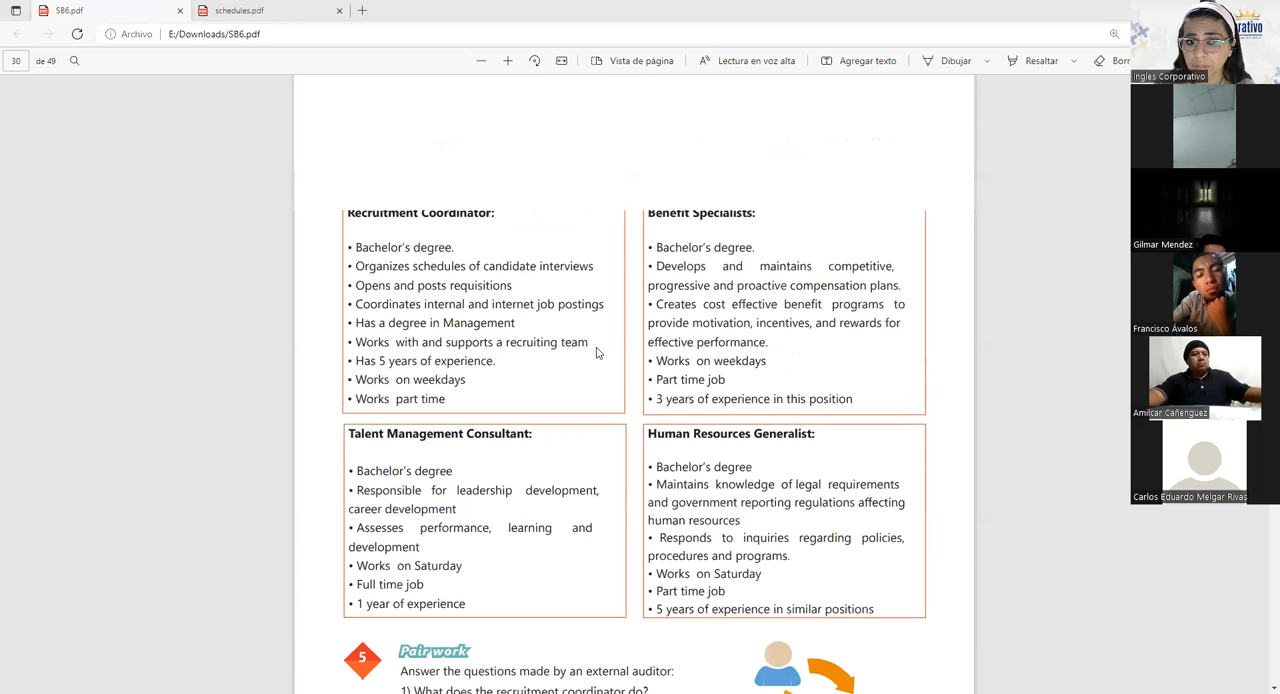 SB6.pdf
schedules.pdf
Archivo
E:/Downloads/SB6.pdf
30
de 49
Vista de página
Lectura en voz alta
Agregar texto
Dibujar
Resaltar
Borr
Recruitment Coordinator:
• Bachelor's degree.
• Organizes schedules of candidate interviews
• Opens and posts requisitions
• Coordinates internal and internet job postings
• Has a degree in Management
• Works with and supports a recruiting team
• Has 5 years of experience.
• Works on weekdays
• Works part time
Benefit Specialists:
• Bachelor's degree.
• Develops and maintains competitive,
progressive and proactive compensation plans.
• Creates cost effective benefit programs to
provide motivation, incentives, and rewards for
effective performance.
• Works on weekdays
• Part time job
• 3 years of experience in this position
Talent Management Consultant:
• Bachelor's degree
• Responsible for leadership development,
career development
• Assesses performance, learning and
development
• Works on Saturday
• Full time job
• 1 year of experience
Human Resources Generalist:
• Bachelor's degree
• Maintains knowledge of legal requirements
and government reporting regulations affecting
human resources
• Responds to inquiries regarding policies,
procedures and programs.
• Works on Saturday
• Part time job
• 5 years of experience in similar positions
5
Pair work
Answer the questions made by an external auditor:
1) What does the recruitment coordinator do?
rativo
Ingles Corporativo
Gilmar Mendez
Francisco Ávalos
Amilcar Cañenguez
Carlos Eduardo Melgar Rivas